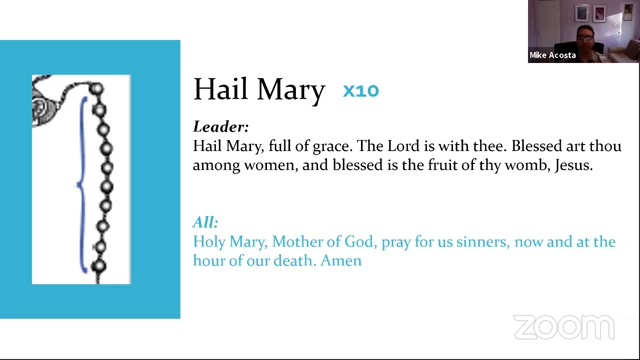 Mike Acosta
Hail Mary x10
Leader:
Hail Mary, full of grace. The Lord is with thee. Blessed art thou
among women, and blessed is the fruit of thy womb, Jesus.
All:
Holy Mary, Mother of God, pray for us sinners, now and at the
hour of our death. Amen
zoom